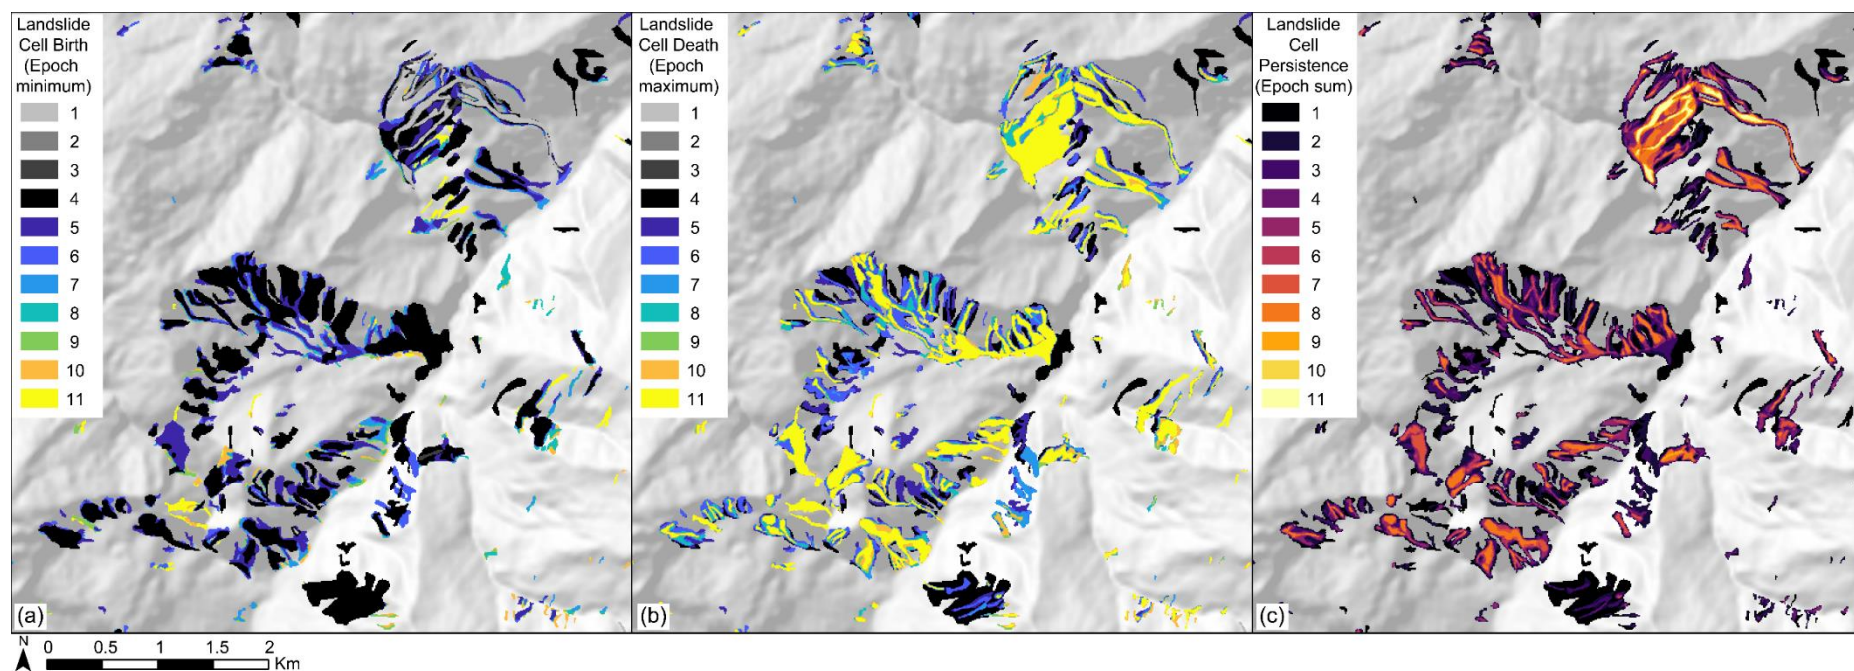 Landslide
Cell Birth
(Epoch
minimum)
1
2
3
4
5
6
7
8
9
10
11
(a)
Landslide
Cell Death
(Epoch
maximum)
1
2
3
4
5
6
7
8
9
10
11
(b)
Landslide
Cell
Persistence
(Epoch sum)
1
2
3
4
5
6
7
8
9
10
11
(c)
N
0 0.5 1 1.5 2
Km